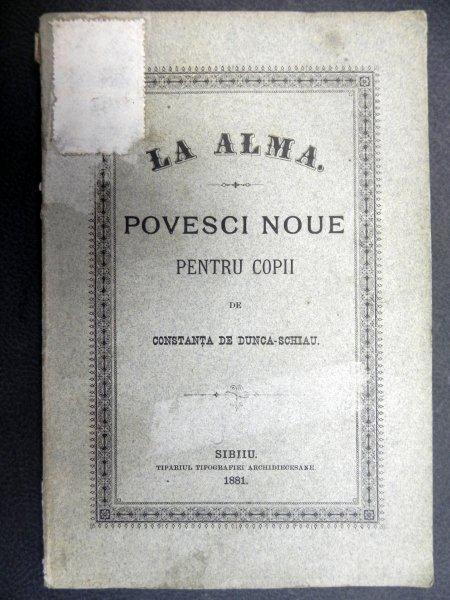 LA ALMA.
POVESCI NOUE
PENTRU COPII
DE
CONSTANȚA DE DUNCA-SCHIAU.
SIBIIU.
TIPARIUL TIPOGRAFIEI ARCHIDIECESANE
1881.